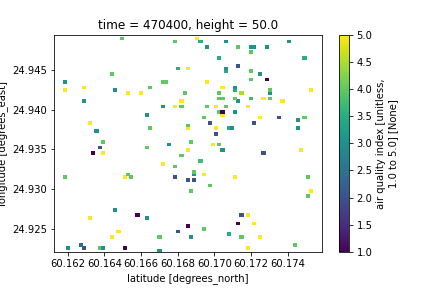 time = 470400, height = 50.0
24.945
24.940
24.935
24.930
24.925
longitude [degrees_east]
60.162 60.164 60.166 60.168 60.170 60.172 60.174
latitude [degrees_north]
5.0
4.5
4.0
3.5
3.0
2.5
2.0
1.5
1.0
air quality index [unitless,
1.0 to 5.0] [None]